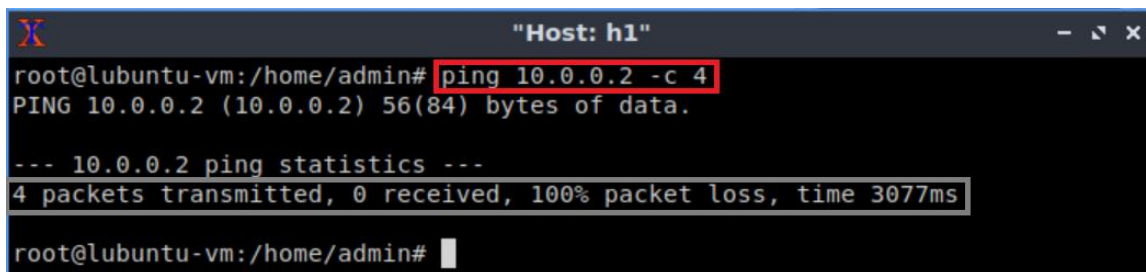 "Host: h1"
root@lubuntu-vm:/home/admin# ping 10.0.0.2 -c 4
PING 10.0.0.2 (10.0.0.2) 56(84) bytes of data.
--- 10.0.0.2 ping statistics ---
4 packets transmitted, 0 received, 100% packet loss, time 3077ms
root@lubuntu-vm:/home/admin#